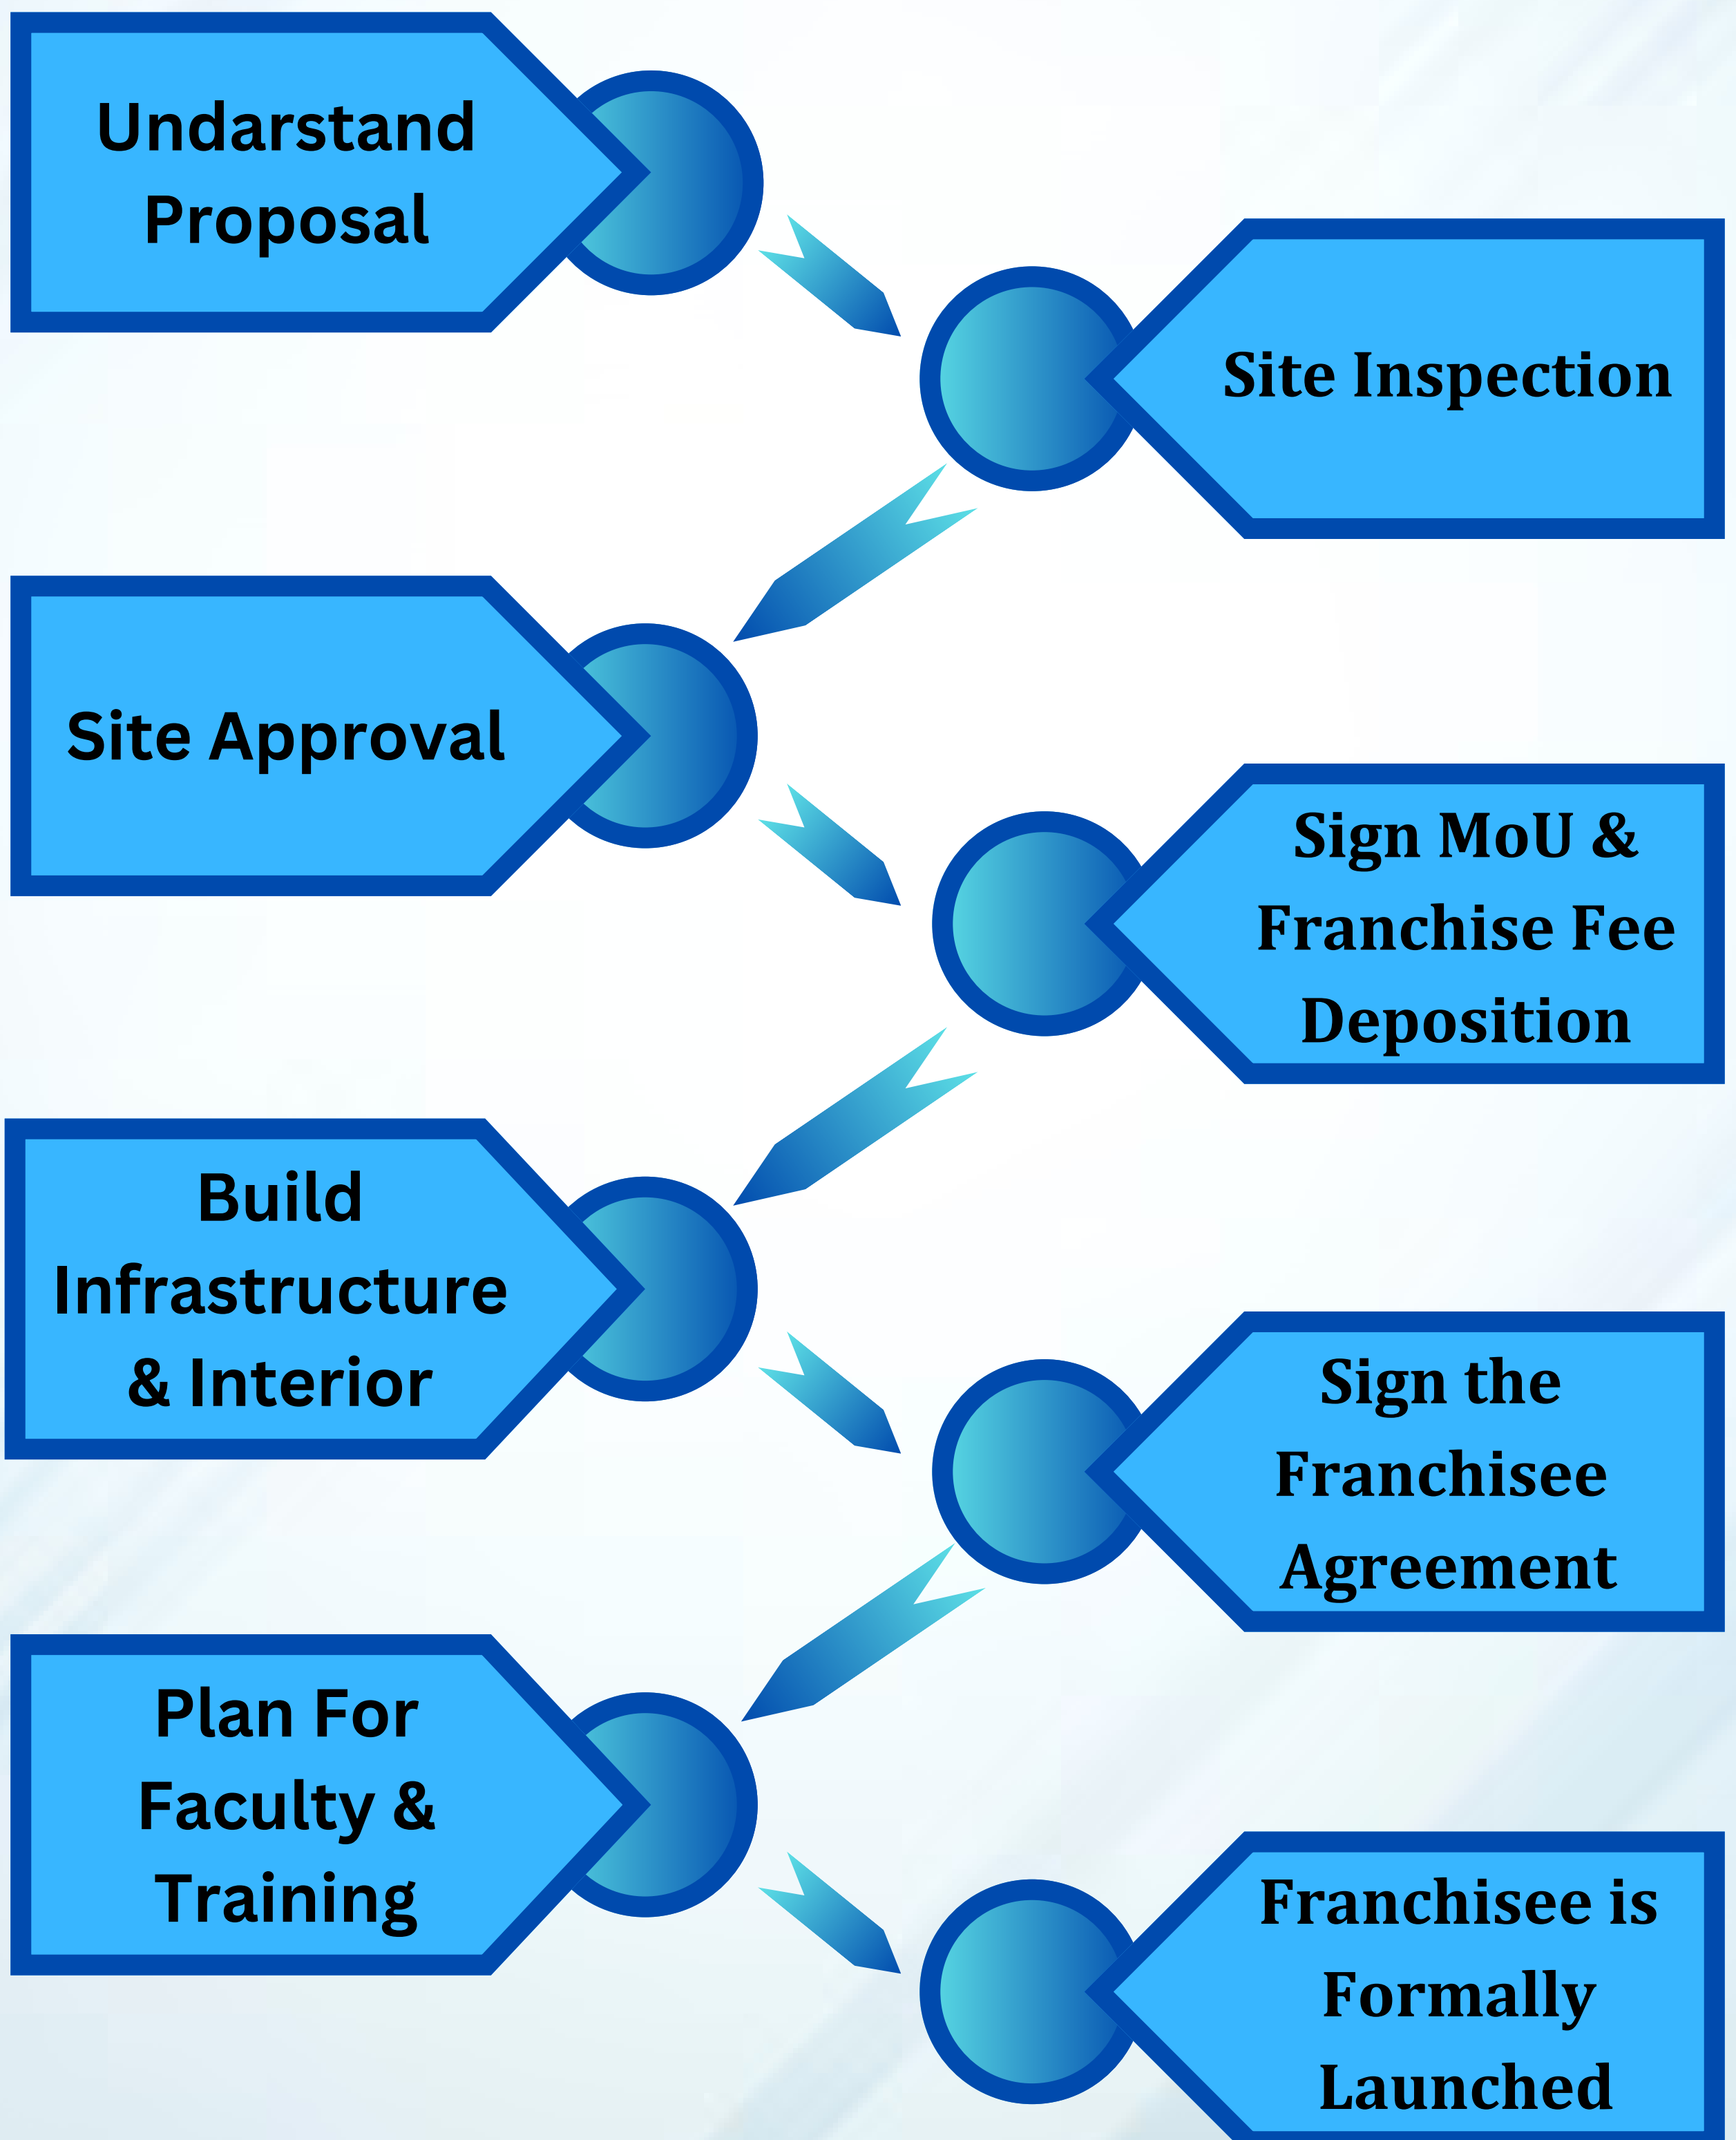 Undarstand
Proposal
Site Inspection
Site Approval
Sign MoU &
Franchise Fee
Deposition
Build
Infrastructure
& Interior
Sign the
Franchisee
Agreement
Plan For
Faculty &
Training
Franchisee is
Formally
Launched